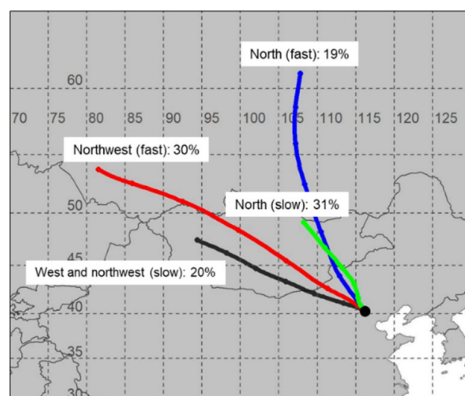 North (fast): 19%
60
70 75 80 85 90 95 100 105 110 115 120 125
Northwest (fast): 30%
North (slow): 31%
50
West and northwest (slow): 20%
45
40
35
30